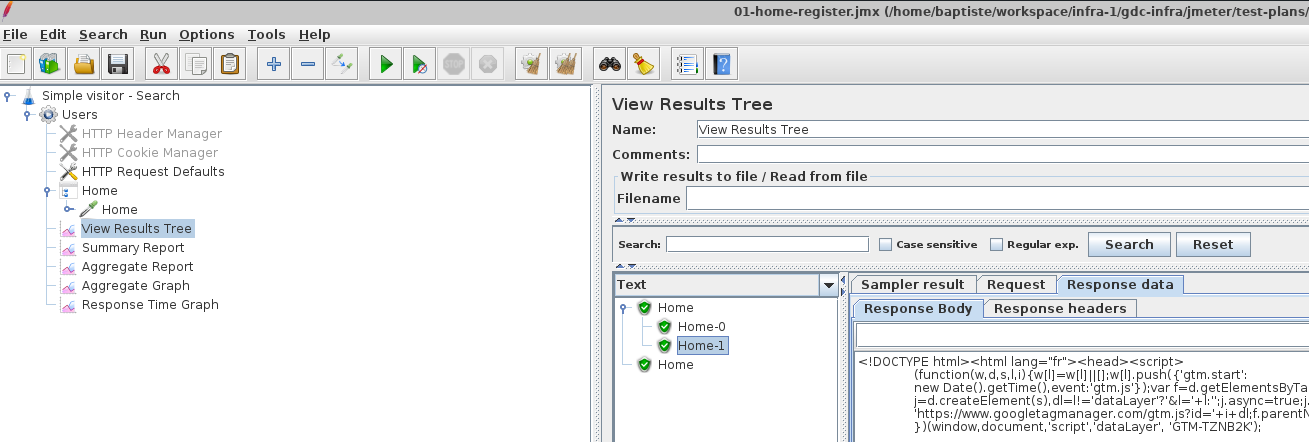 01-home-register.jmx (/home/baptiste/workspace/infra-1/gdc-infra/jmeter/test-plans/
File Edit Search Run Options Tools Help
STOP
?
Simple visitor - Search
Users
HTTP Header Manager
HTTP Cookie Manager
HTTP Request Defaults
Home
Home
View Results Tree
Summary Report
Aggregate Report
Aggregate Graph
Response Time Graph
View Results Tree
Name: View Results Tree
Comments:
Write results to file / Read from file
Filename
Search: Case sensitive Regular exp. Search Reset
Text
Home
Home-0
Home-1
Home
Sampler result Request Response data
Response Body Response headers
<!DOCTYPE html><html lang="fr"><head><script>
(function(w,d,s,l,i){w[l]=w[l]||[];w[l].push({'gtm.start':
new Date().getTime(),event:'gtm.js'});var f=d.getElementsByTa
j=d.createElement(s),dl=l!='dataLayer'?'&l='+l:'';j.async=true;j.
'https://www.googletagmanager.com/gtm.js?id='+i+dl;f.parentN
})(window,document,'script','dataLayer', 'GTM-TZNB2K');